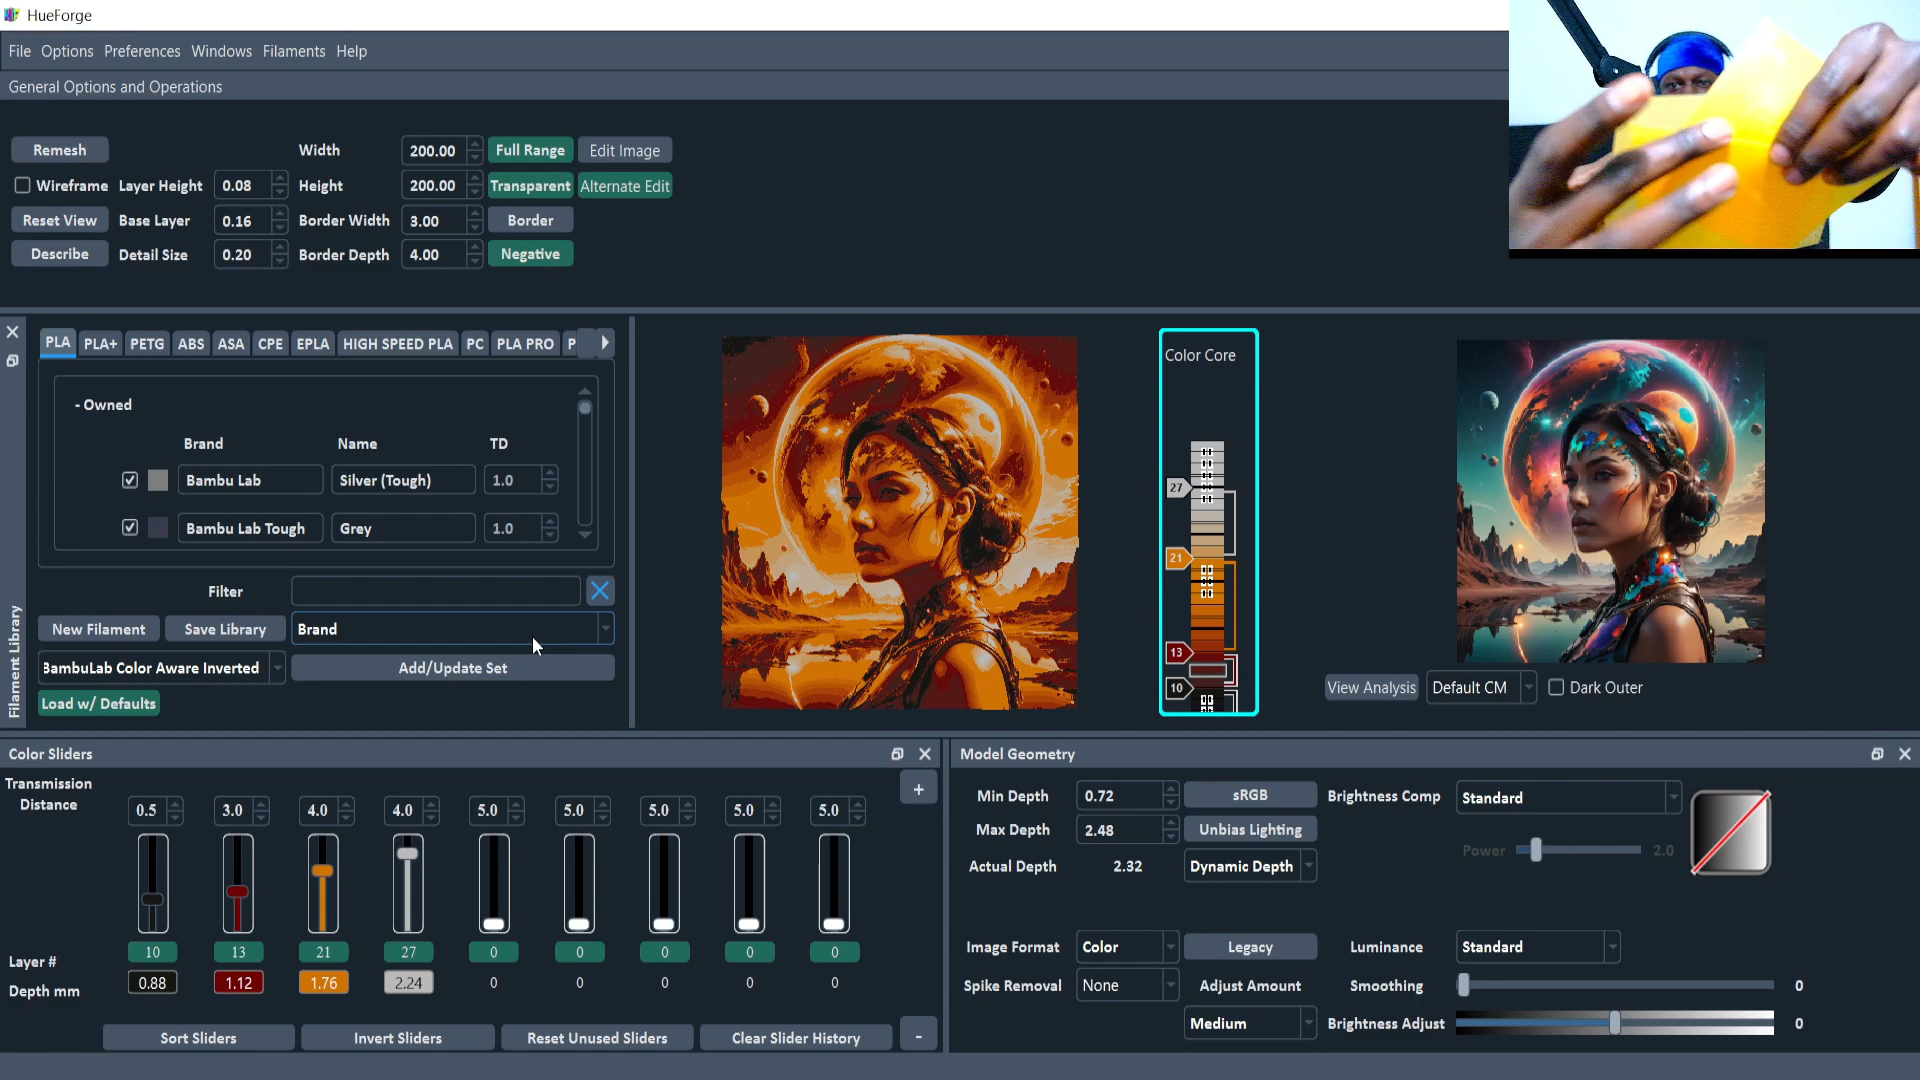 HueForge
File Options Preferences Windows Filaments Help
General Options and Operations
Remesh Width 200.00 Full Range Edit Image
Wireframe Layer Height 0.08 Height 200.00 Transparent Alternate Edit
Reset View Base Layer 0.16 Border Width 3.00 Border
Describe Detail Size 0.20 Border Depth 4.00 Negative
PLA PLA+ PETG ABS ASA CPE EPLA HIGH SPEED PLA PC PLA PRO P
- Owned
Brand Name TD
Bambu Lab Silver (Tough) 1.0
Bambu Lab Tough Grey 1.0
Filter
New Filament Save Library Brand
BambuLab Color Aware Inverted Add/Update Set
Load w/ Defaults
Filament Library
Color Core
27
21
13
10
View Analysis Default CM Dark Outer
Color Sliders
Transmission
Distance
0.5 3.0 4.0 4.0 5.0 5.0 5.0 5.0 5.0
+
Layer # 10 13 21 27 0 0 0 0 0
Depth mm 0.88 1.12 1.76 2.24 0 0 0 0 0
Sort Sliders Invert Sliders Reset Unused Sliders Clear Slider History -
Model Geometry
Min Depth 0.72 sRGB Brightness Comp Standard
Max Depth 2.48 Unbias Lighting
Power 2.0
Actual Depth 2.32 Dynamic Depth
Image Format Color Legacy Luminance Standard
Spike Removal None Adjust Amount Smoothing 0
Medium Brightness Adjust 0